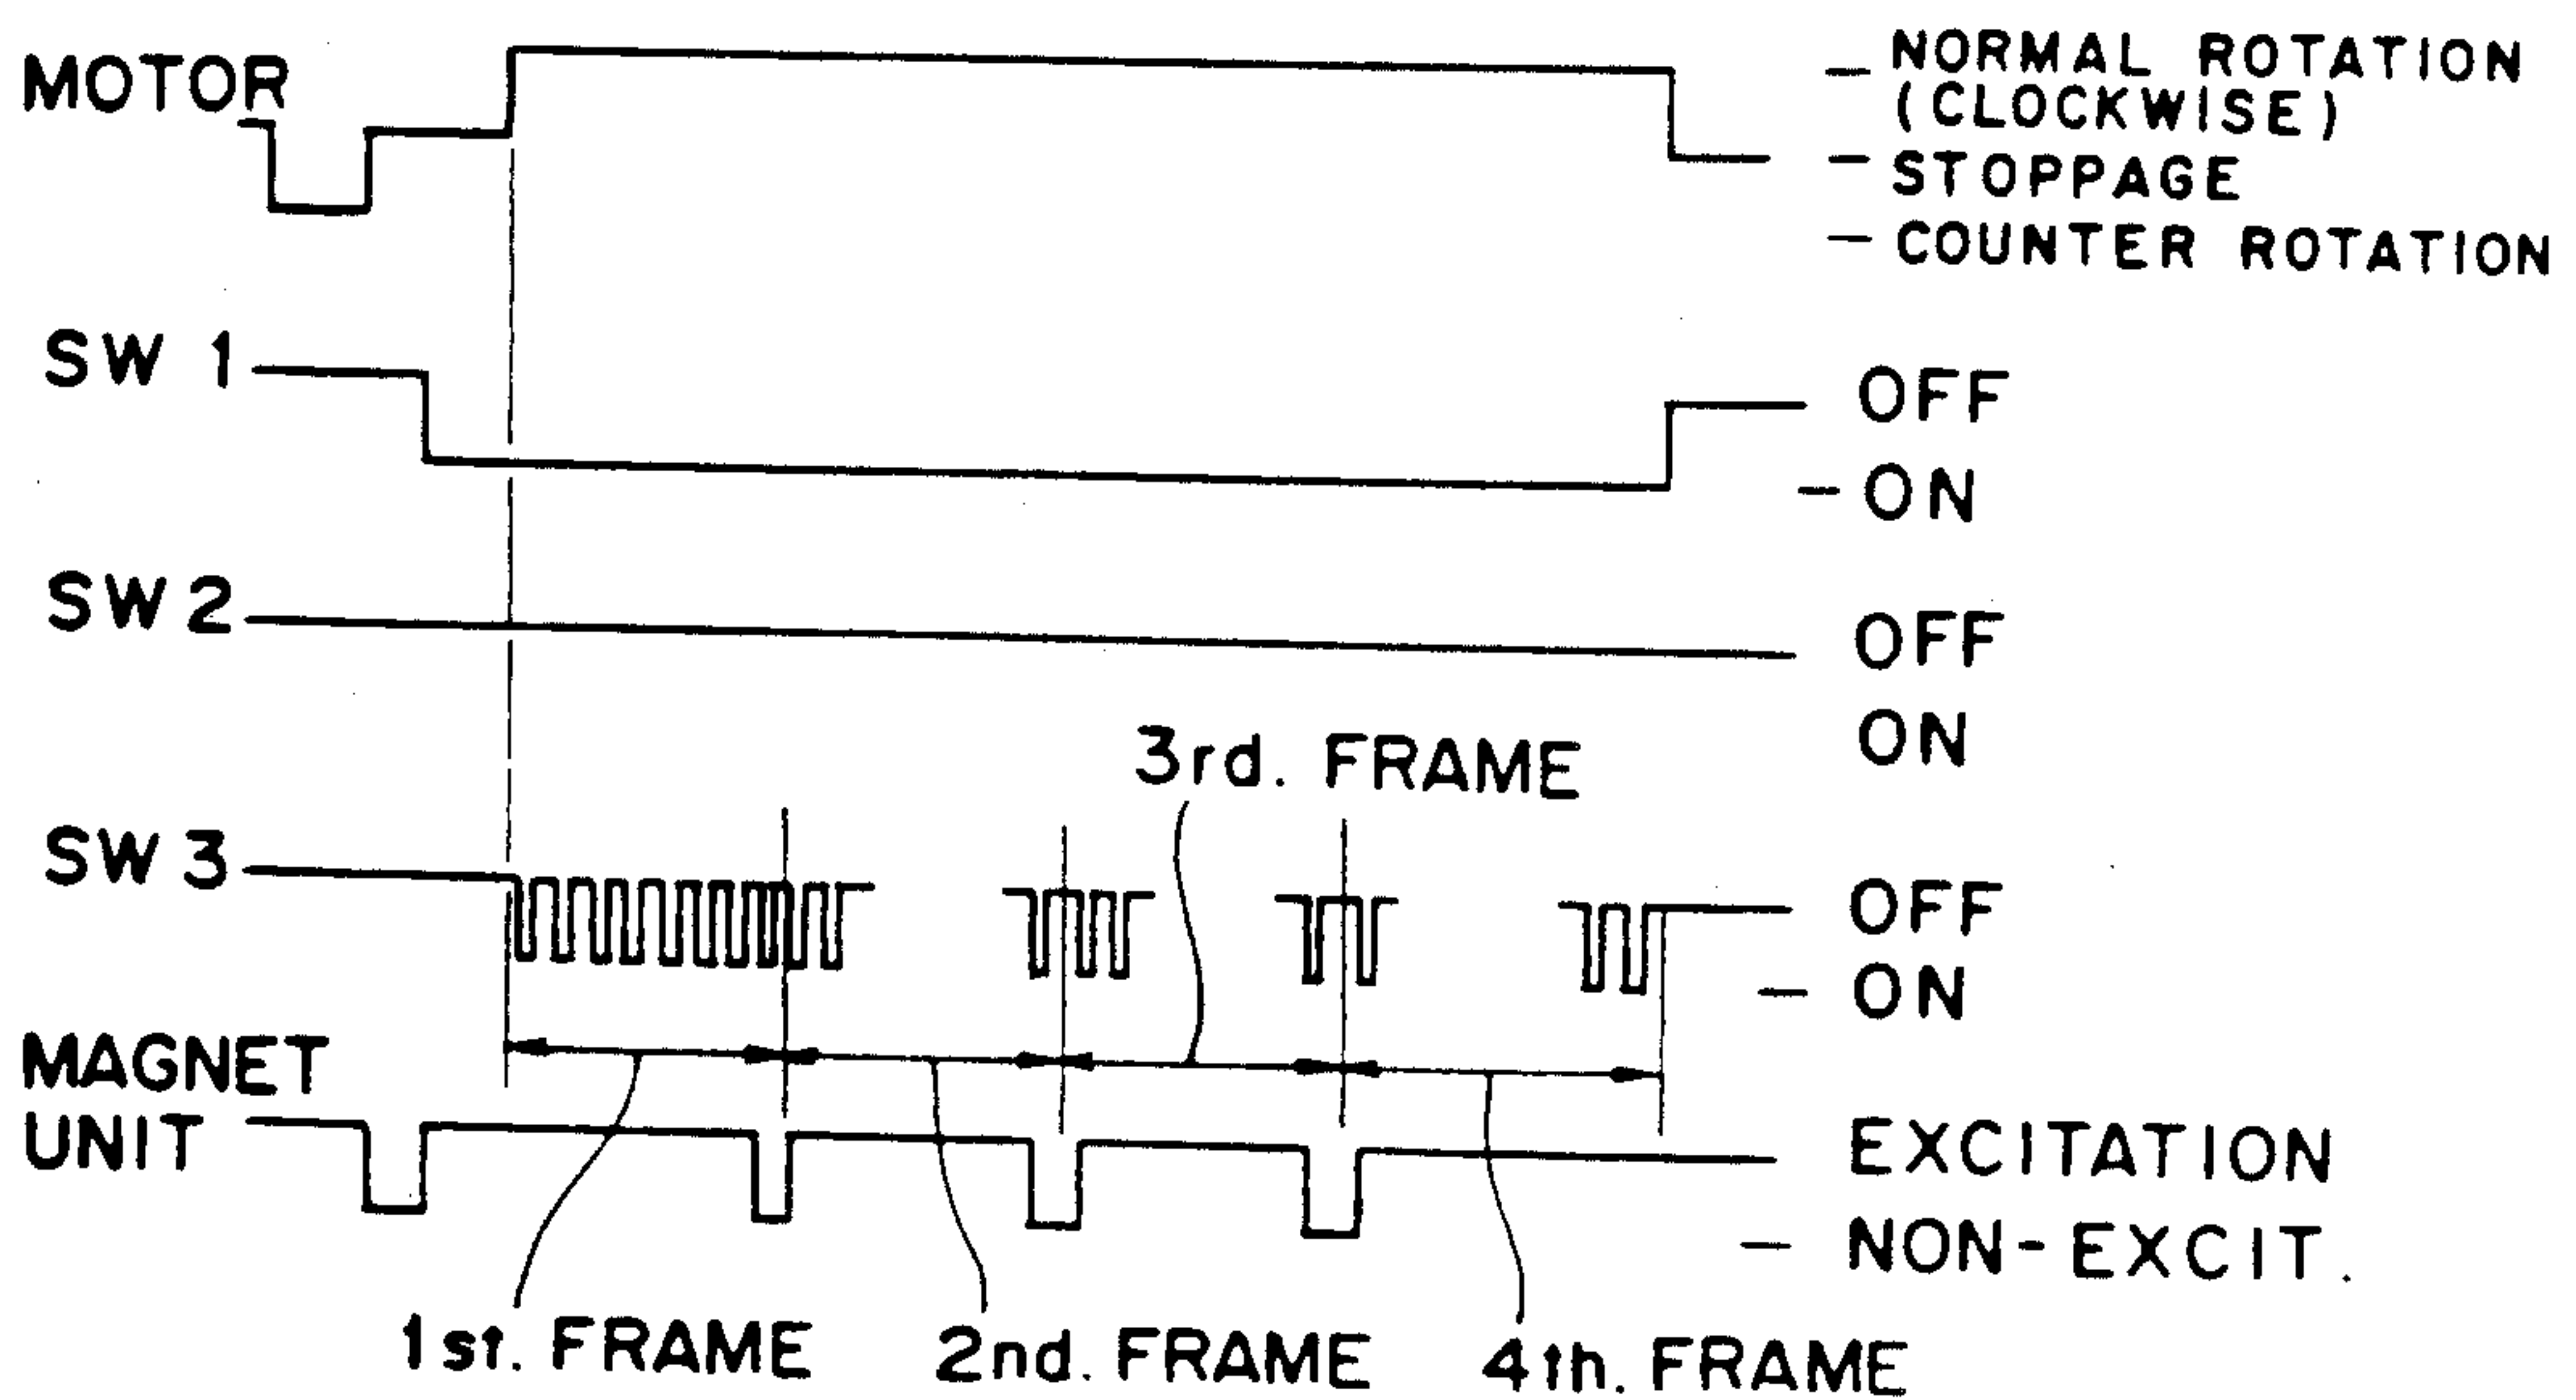 MOTOR
NORMAL ROTATION
(CLOCKWISE)
STOPPAGE
COUNTER ROTATION
SW 1
OFF
ON
SW 2
OFF
ON
3rd. FRAME
SW 3
OFF
ON
MAGNET
UNIT
EXCITATION
NON-EXCIT.
1st. FRAME
2nd. FRAME
4th. FRAME